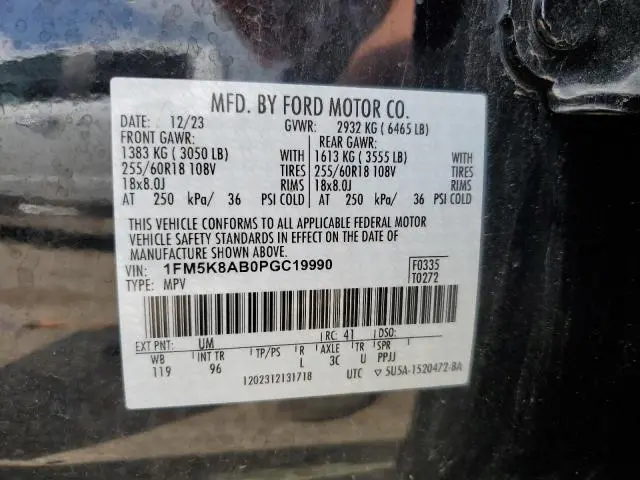 MFD. BY FORD MOTOR CO.
DATE: 12/23 GVWR: 2932 KG ( 6465 LB)
FRONT GAWR: REAR GAWR:
1383 KG ( 3050 LB) WITH 1613 KG ( 3555 LB) WITH
255/60R18 108V TIRES 255/60R18 108V TIRES
18x8.0J RIMS 18x8.0J RIMS
AT 250 kPa/ 36 PSI COLD AT 250 kPa/ 36 PSI COLD
THIS VEHICLE CONFORMS TO ALL APPLICABLE FEDERAL MOTOR
VEHICLE SAFETY STANDARDS IN EFFECT ON THE DATE OF
MANUFACTURE SHOWN ABOVE.
VIN: 1FM5K8AB0PGC19990 F0335
TYPE: MPV T0272
EXT PNT: UM RC: 41 DSO:
WB INT TR TP/PS R AXLE TR SPR
119 96 L 3C U PPJJ
1202312131718 UTC ▽ 5U5A-1520472-BA